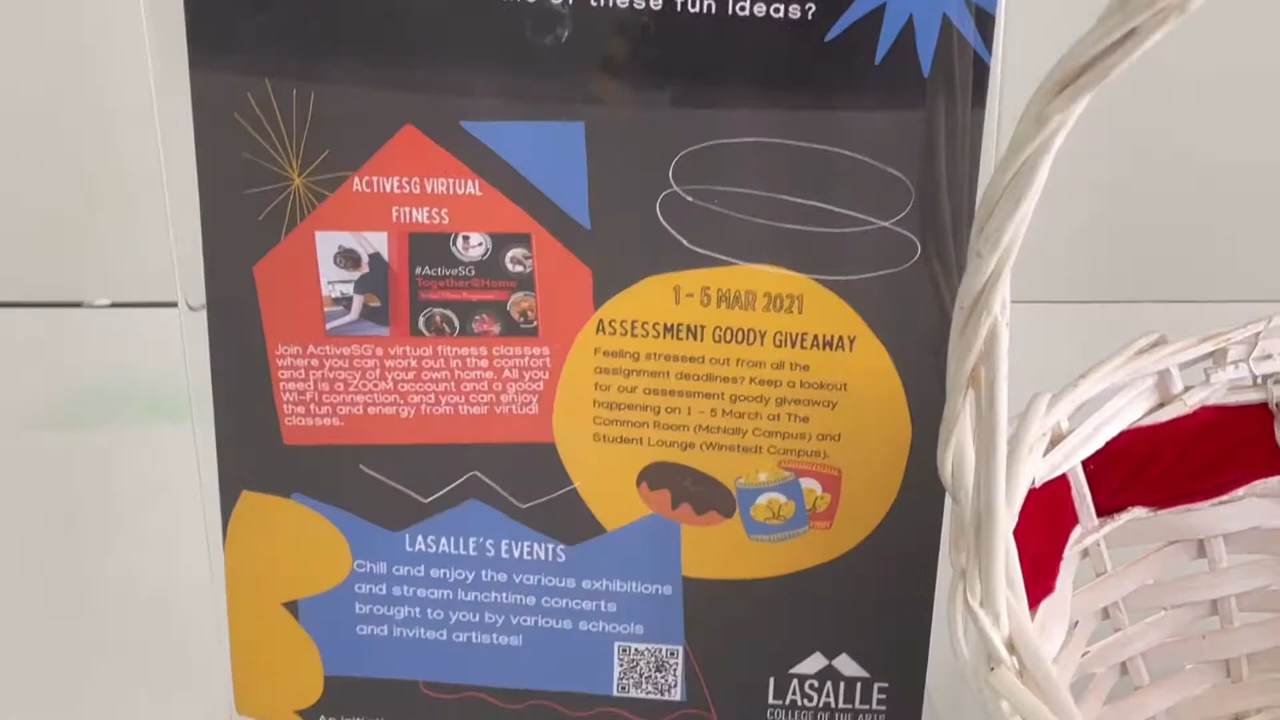 of these fun ideas?
ACTIVESG VIRTUAL
FITNESS
#ActiveSG
Together@Home
Join ActiveSG's virtual fitness classes
where you can work out in the comfort
and privacy of your own home. All you
need is a ZOOM account and a good
WI-FI connection, and you can enjoy
the fun and energy from their virtual
classes.
1 - 5 MAR 2021
ASSESSMENT GOODY GIVEAWAY
Feeling stressed out from all the
assignment deadlines? Keep a lookout
for our assessment goody giveaway
happening on 1 - 5 March at The
Common Room (McNally Campus) and
Student Lounge (Winstedt Campus).
LASALLE'S EVENTS
Chill and enjoy the various exhibitions
and stream lunchtime concerts
brought to you by various schools
and invited artistes!
LASALLE
COLLEGE OF THE ARTS
An